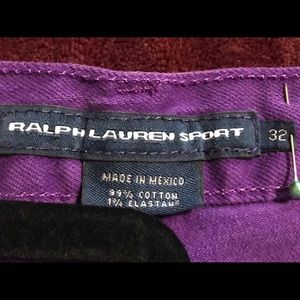 RALPH LAUREN SPORT 32
MADE IN MEXICO
99% COTTON
1% ELASTANE